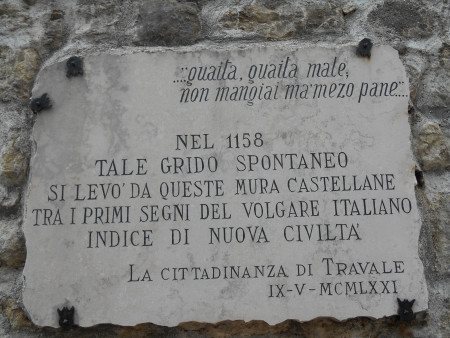 ....guaita, guaita male;
non mangiai ma mezo pane....
NEL 1158
TALE GRIDO SPONTANEO
SI LEVO' DA QUESTE MURA CASTELLANE
TRA I PRIMI SEGNI DEL VOLGARE ITALIANO
INDICE DI NUOVA CIVILTA'
LA CITTADINANZA DI TRAVALE
IX-V-MCMLXXI